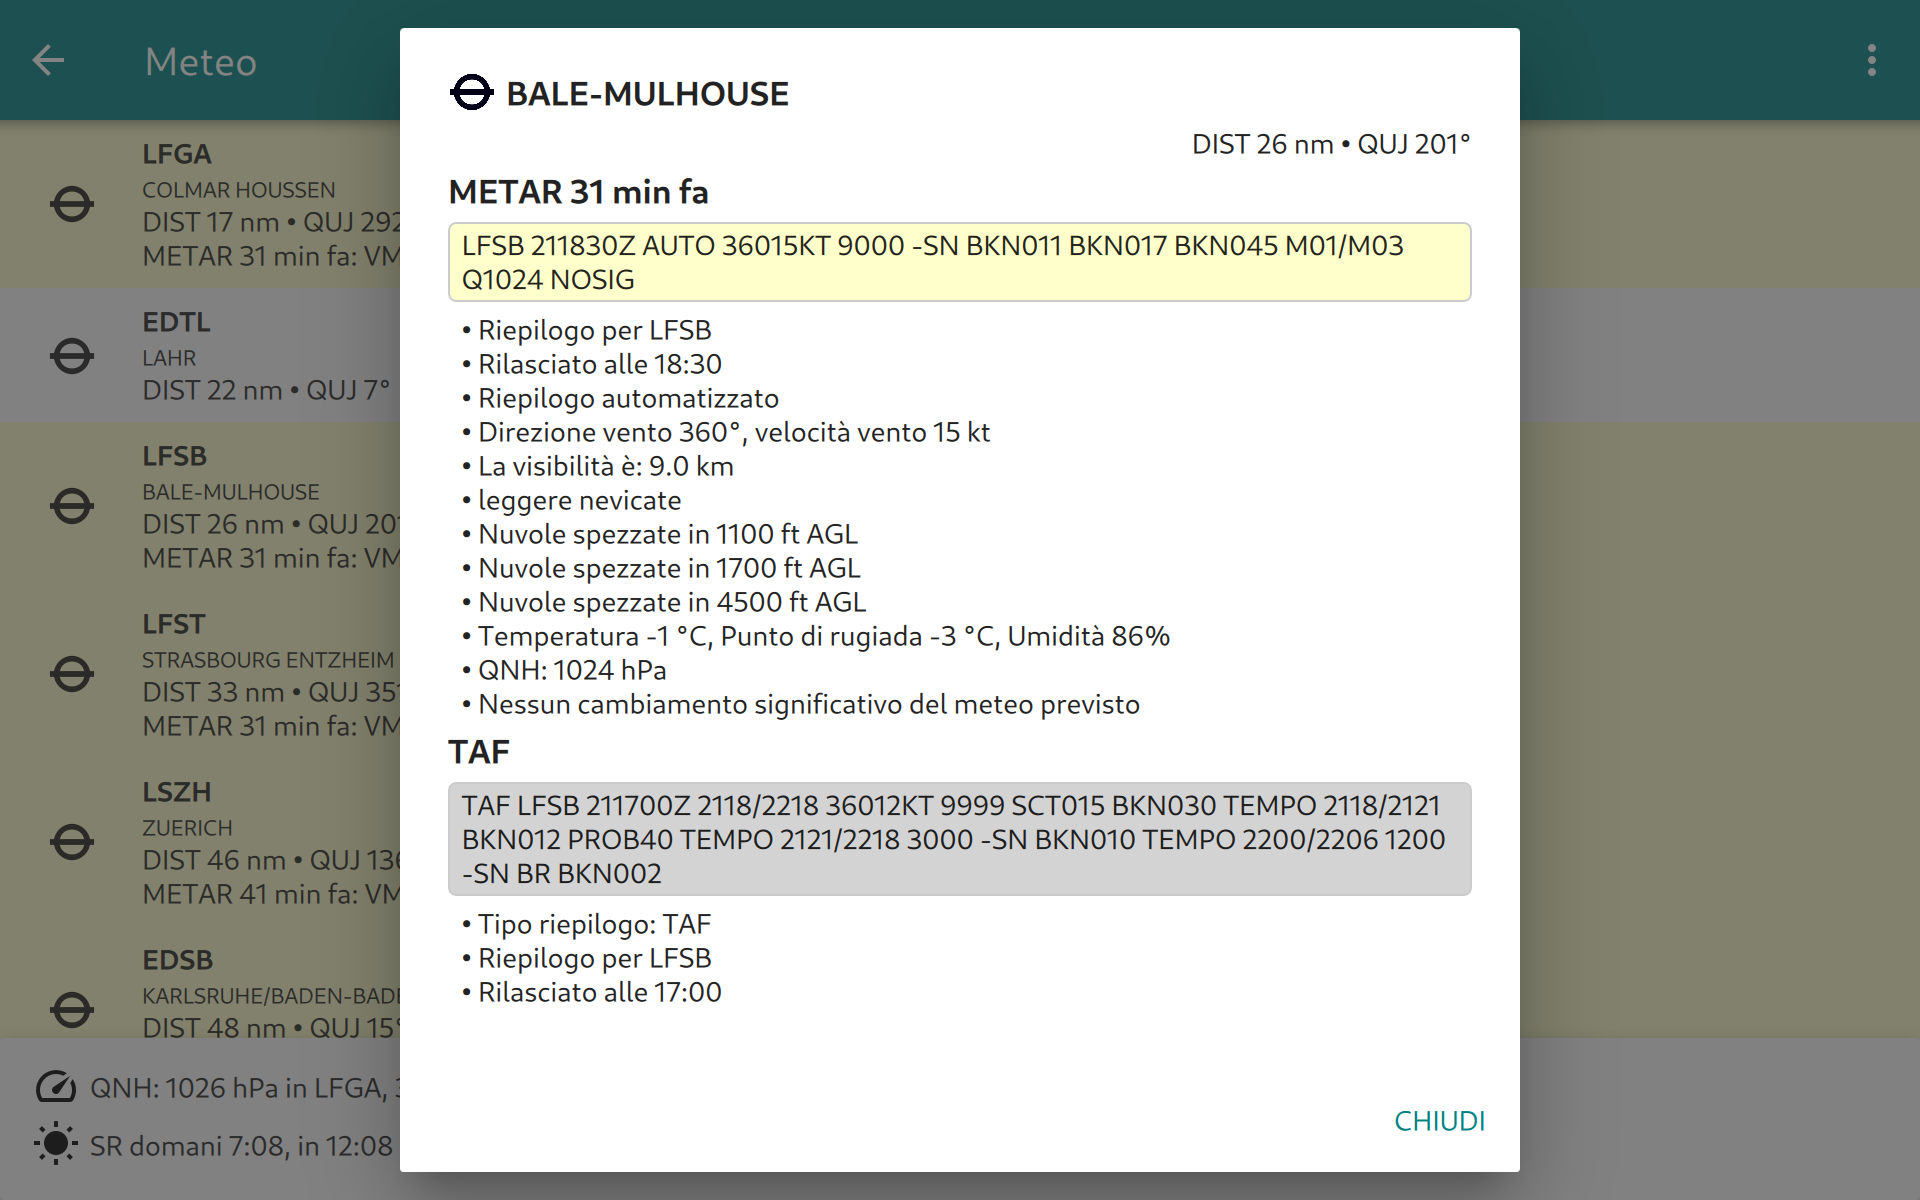 Meteo
LFGA
COLMAR HOUSSEN
DIST 17 nm • QUJ 292
METAR 31 min fa: VM
EDTL
LAHR
DIST 22 nm • QUJ 7°
LFSB
BALE-MULHOUSE
DIST 26 nm • QUJ 201
METAR 31 min fa: VM
LFST
STRASBOURG ENTZHEIM
DIST 33 nm • QUJ 351
METAR 31 min fa: VM
LSZH
ZUERICH
DIST 46 nm • QUJ 136
METAR 41 min fa: VM
EDSB
KARLSRUHE/BADEN-BADE
DIST 48 nm • QUJ 15°
QNH: 1026 hPa in LFGA,
SR domani 7:08, in 12:08
BALE-MULHOUSE
DIST 26 nm • QUJ 201°
METAR 31 min fa
LFSB 211830Z AUTO 36015KT 9000 -SN BKN011 BKN017 BKN045 M01/M03
Q1024 NOSIG
• Riepilogo per LFSB
• Rilasciato alle 18:30
• Riepilogo automatizzato
• Direzione vento 360°, velocità vento 15 kt
• La visibilità è: 9.0 km
• leggere nevicate
• Nuvole spezzate in 1100 ft AGL
• Nuvole spezzate in 1700 ft AGL
• Nuvole spezzate in 4500 ft AGL
• Temperatura -1 °C, Punto di rugiada -3 °C, Umidità 86%
• QNH: 1024 hPa
• Nessun cambiamento significativo del meteo previsto
TAF
TAF LFSB 211700Z 2118/2218 36012KT 9999 SCT015 BKN030 TEMPO 2118/2121
BKN012 PROB40 TEMPO 2121/2218 3000 -SN BKN010 TEMPO 2200/2206 1200
-SN BR BKN002
• Tipo riepilogo: TAF
• Riepilogo per LFSB
• Rilasciato alle 17:00
CHIUDI